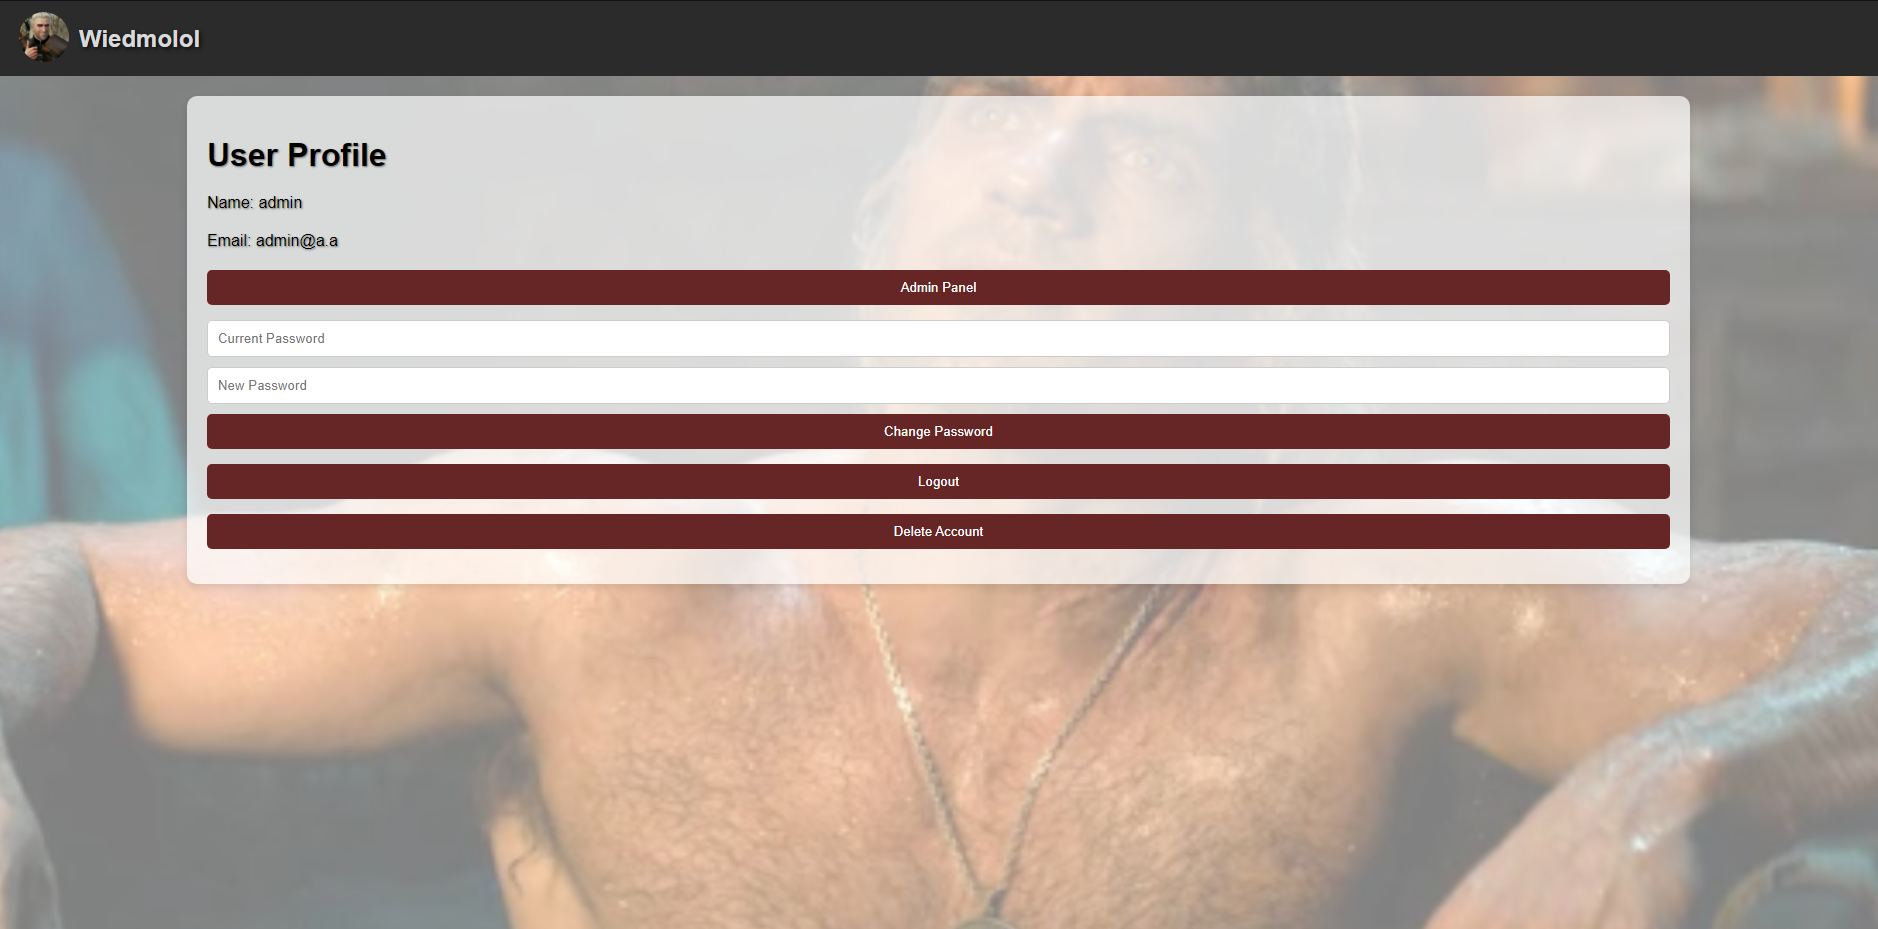 Wiedmolol
User Profile
Name: admin
Email: admin@a.a
Admin Panel
Current Password
New Password
Change Password
Logout
Delete Account